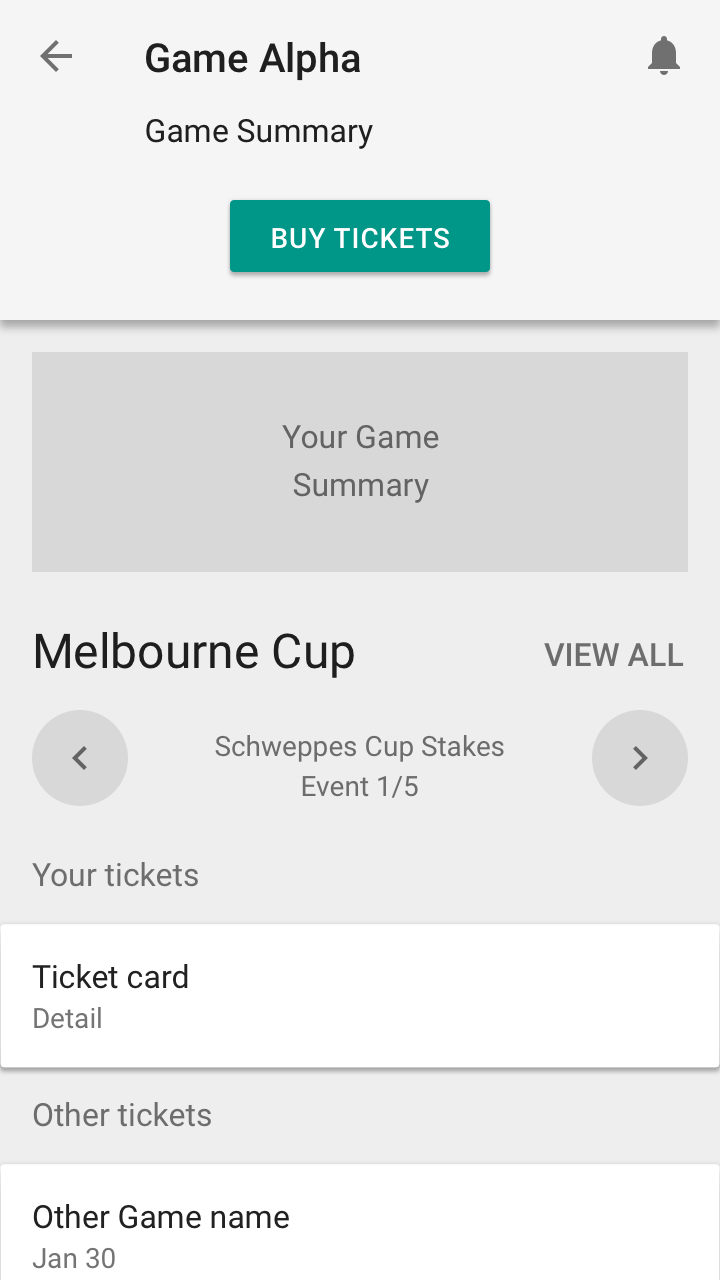 Game Alpha
Game Summary
BUY TICKETS
Your Game
Summary
Melbourne Cup
VIEW ALL
Schweppes Cup Stakes
Event 1/5
Your tickets
Ticket card
Detail
Other tickets
Other Game name
Jan 30